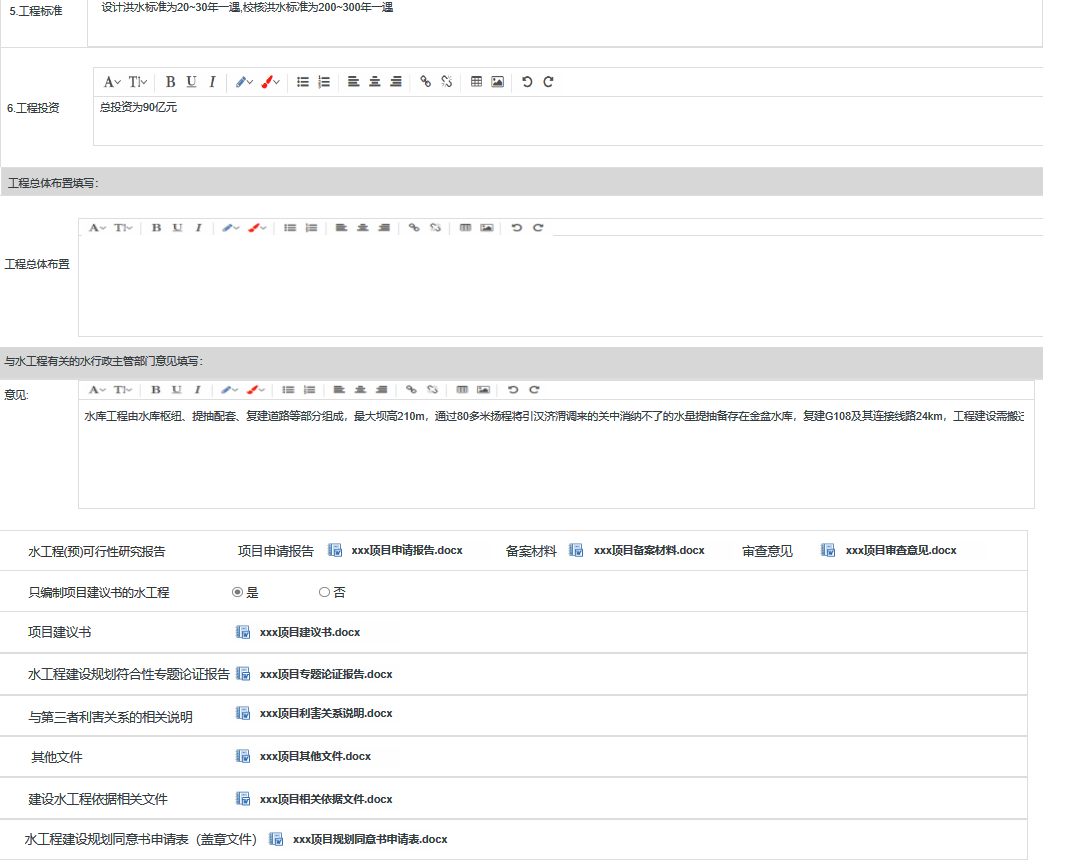 5.工程标准
设计洪水标准为20~30年一遇,校核洪水标准为200~300年一遇
6.工程投资
总投资为90亿元
工程总体布置填写:
工程总体布置
与水工程有关的水行政主管部门意见填写:
意见:
水库工程由水库枢纽、提抽配套、复建道路等部分组成，最大坝高210m，通过80多米扬程将引汉济渭调来的关中消纳不了的水量提抽备存在金盆水库，复建G108及其连接线路24km，工程建设需搬迁
水工程(预)可行性研究报告 项目申请报告 xxx项目申请报告.docx 备案材料 xxx项目备案材料.docx 审查意见 xxx项目审查意见.docx
只编制项目建议书的水工程 是 否
项目建议书 xxx项目建议书.docx
水工程建设规划符合性专题论证报告 xxx项目专题论证报告.docx
与第三者利害关系的相关说明 xxx项目利害关系说明.docx
其他文件 xxx项目其他文件.docx
建设水工程依据相关文件 xxx项目相关依据文件.docx
水工程建设规划同意书申请表（盖章文件） xxx项目规划同意书申请表.docx